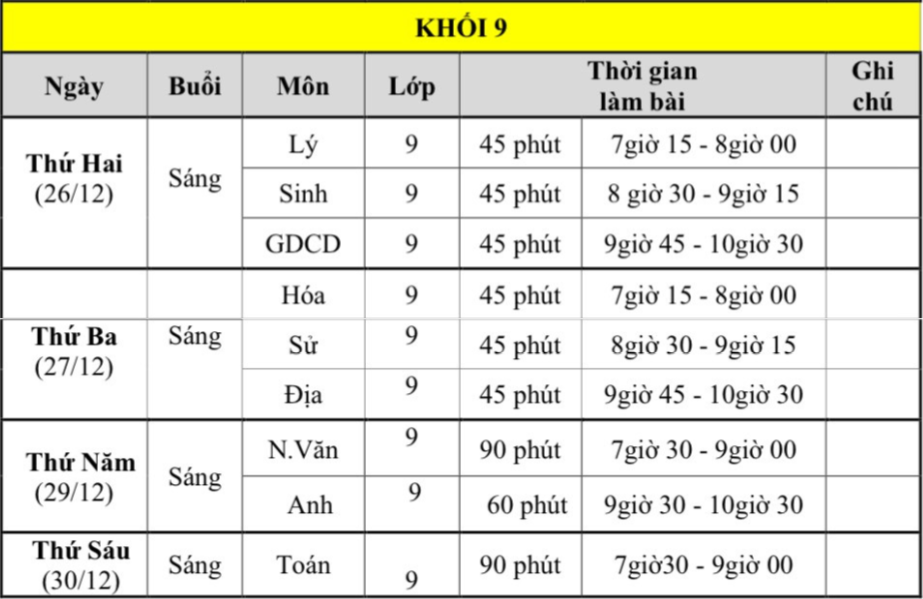 KHỐI 9
Ngày Buổi Môn Lớp Thời gian làm bài Ghi chú
Thứ Hai (26/12) Sáng Lý 9 45 phút 7giờ 15 - 8giờ 00
Sinh 9 45 phút 8 giờ 30 - 9giờ 15
GDCD 9 45 phút 9giờ 45 - 10giờ 30
Thứ Ba (27/12) Sáng Hóa 9 45 phút 7giờ 15 - 8giờ 00
Sử 9 45 phút 8giờ 30 - 9giờ 15
Địa 9 45 phút 9giờ 45 - 10giờ 30
Thứ Năm (29/12) Sáng N.Văn 9 90 phút 7giờ 30 - 9giờ 00
Anh 9 60 phút 9giờ 30 - 10giờ 30
Thứ Sáu (30/12) Sáng Toán 9 90 phút 7giờ30 - 9giờ 00